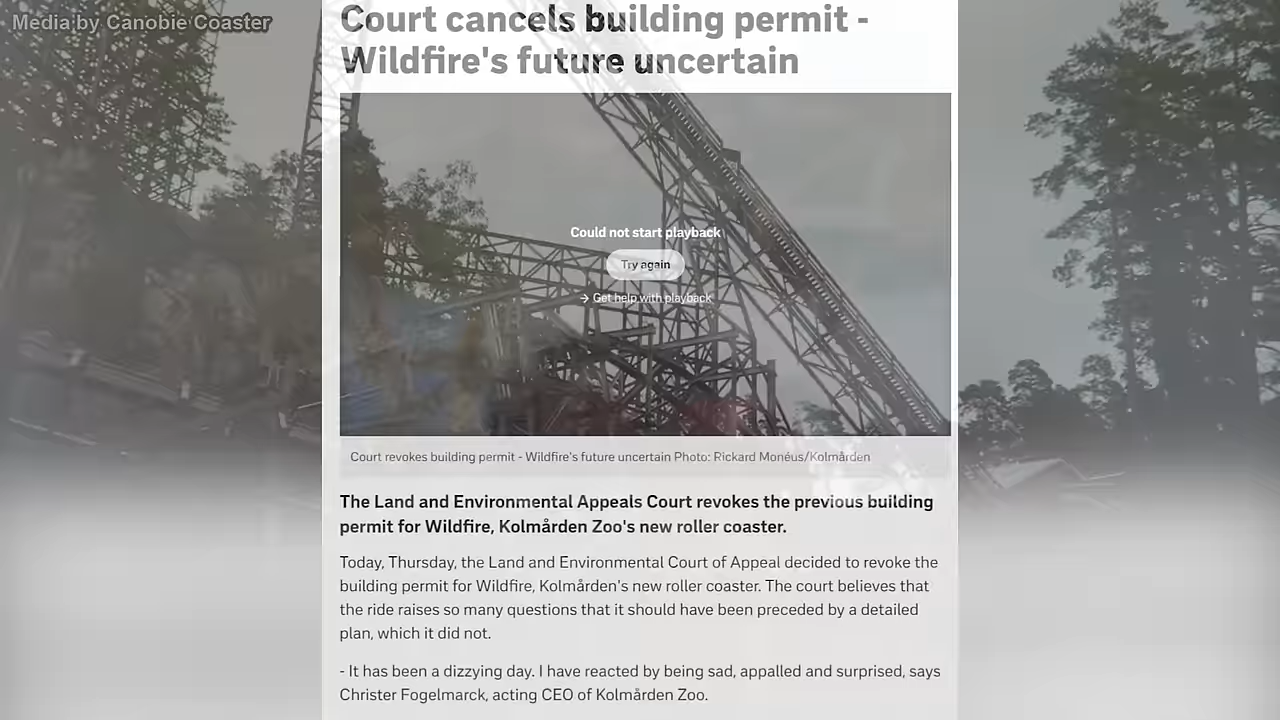 Media by Canobie Coaster
Court cancels building permit -
Wildfire's future uncertain
Could not start playback
Try again
→ Get help with playback
Court revokes building permit - Wildfire's future uncertain Photo: Rickard Monéus/Kolmården
The Land and Environmental Appeals Court revokes the previous building
permit for Wildfire, Kolmården Zoo's new roller coaster.
Today, Thursday, the Land and Environmental Court of Appeal decided to revoke the
building permit for Wildfire, Kolmården's new roller coaster. The court believes that
the ride raises so many questions that it should have been preceded by a detailed
plan, which it did not.
- It has been a dizzying day. I have reacted by being sad, appalled and surprised, says
Christer Fogelmarck, acting CEO of Kolmården Zoo.